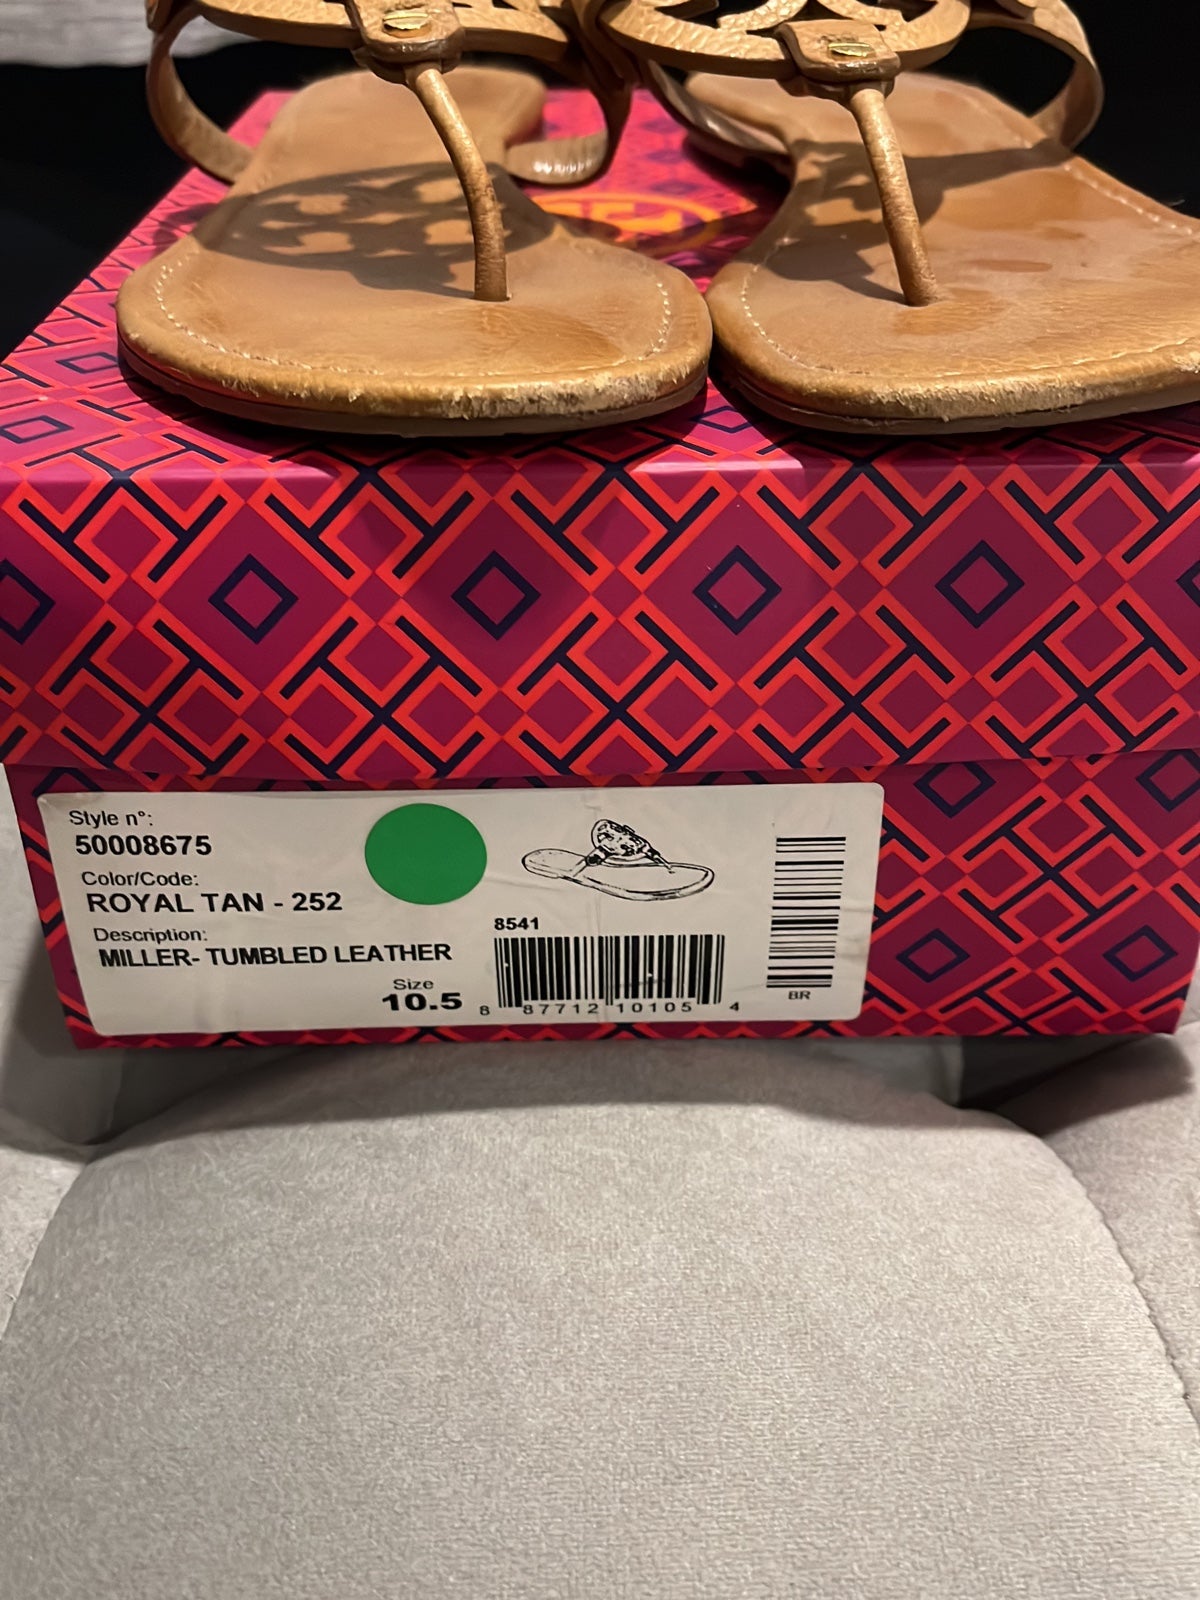 Style n°:
50008675
Color/Code:
ROYAL TAN - 252
Description:
MILLER- TUMBLED LEATHER
Size
10.5
8541
8 87712 10105 4
BR